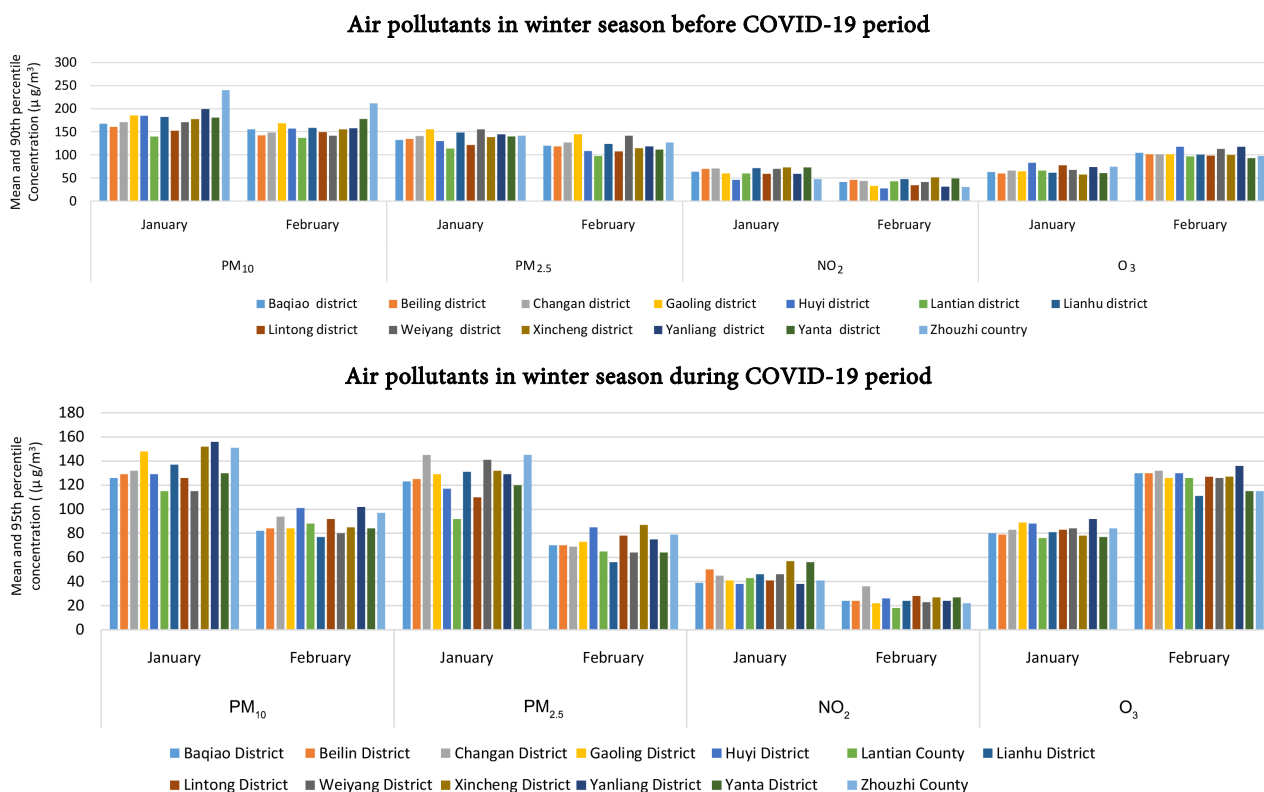 Air pollutants in winter season before COVID-19 period
Mean and 90th percentile
Concentration (µ g/m³)
300
250
200
150
100
50
0
January February January February January February January February
PM₁₀ PM₂.₅ NO₂ O₃
Baqiao district Beiling district Changan district Gaoling district Huyi district Lantian district Lianhu district
Lintong district Weiyang district Xincheng district Yanliang district Yanta district Zhouzhi country
Air pollutants in winter season during COVID-19 period
Mean and 95th percentile
concentration ( (µ g/m³)
180
160
140
120
100
80
60
40
20
0
January February January February January February January February
PM₁₀ PM₂.₅ NO₂ O₃
Baqiao District Beilin District Changan District Gaoling District Huyi District Lantian County Lianhu District
Lintong District Weiyang District Xincheng District Yanliang District Yanta District Zhouzhi County